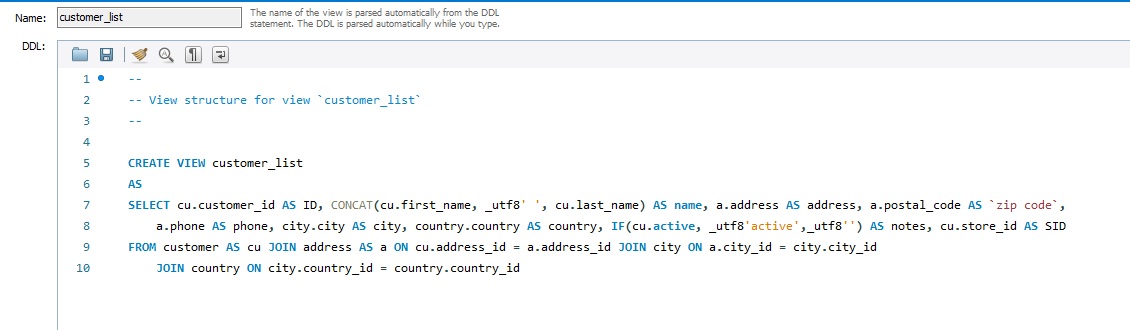 Name: customer_list The name of the view is parsed automatically from the DDL
statement. The DDL is parsed automatically while you type.
DDL:
1 --
2 -- View structure for view `customer_list`
3 --
4
5 CREATE VIEW customer_list
6 AS
7 SELECT cu.customer_id AS ID, CONCAT(cu.first_name, _utf8' ', cu.last_name) AS name, a.address AS address, a.postal_code AS `zip code`,
8 a.phone AS phone, city.city AS city, country.country AS country, IF(cu.active, _utf8'active',_utf8'') AS notes, cu.store_id AS SID
9 FROM customer AS cu JOIN address AS a ON cu.address_id = a.address_id JOIN city ON a.city_id = city.city_id
10 JOIN country ON city.country_id = country.country_id